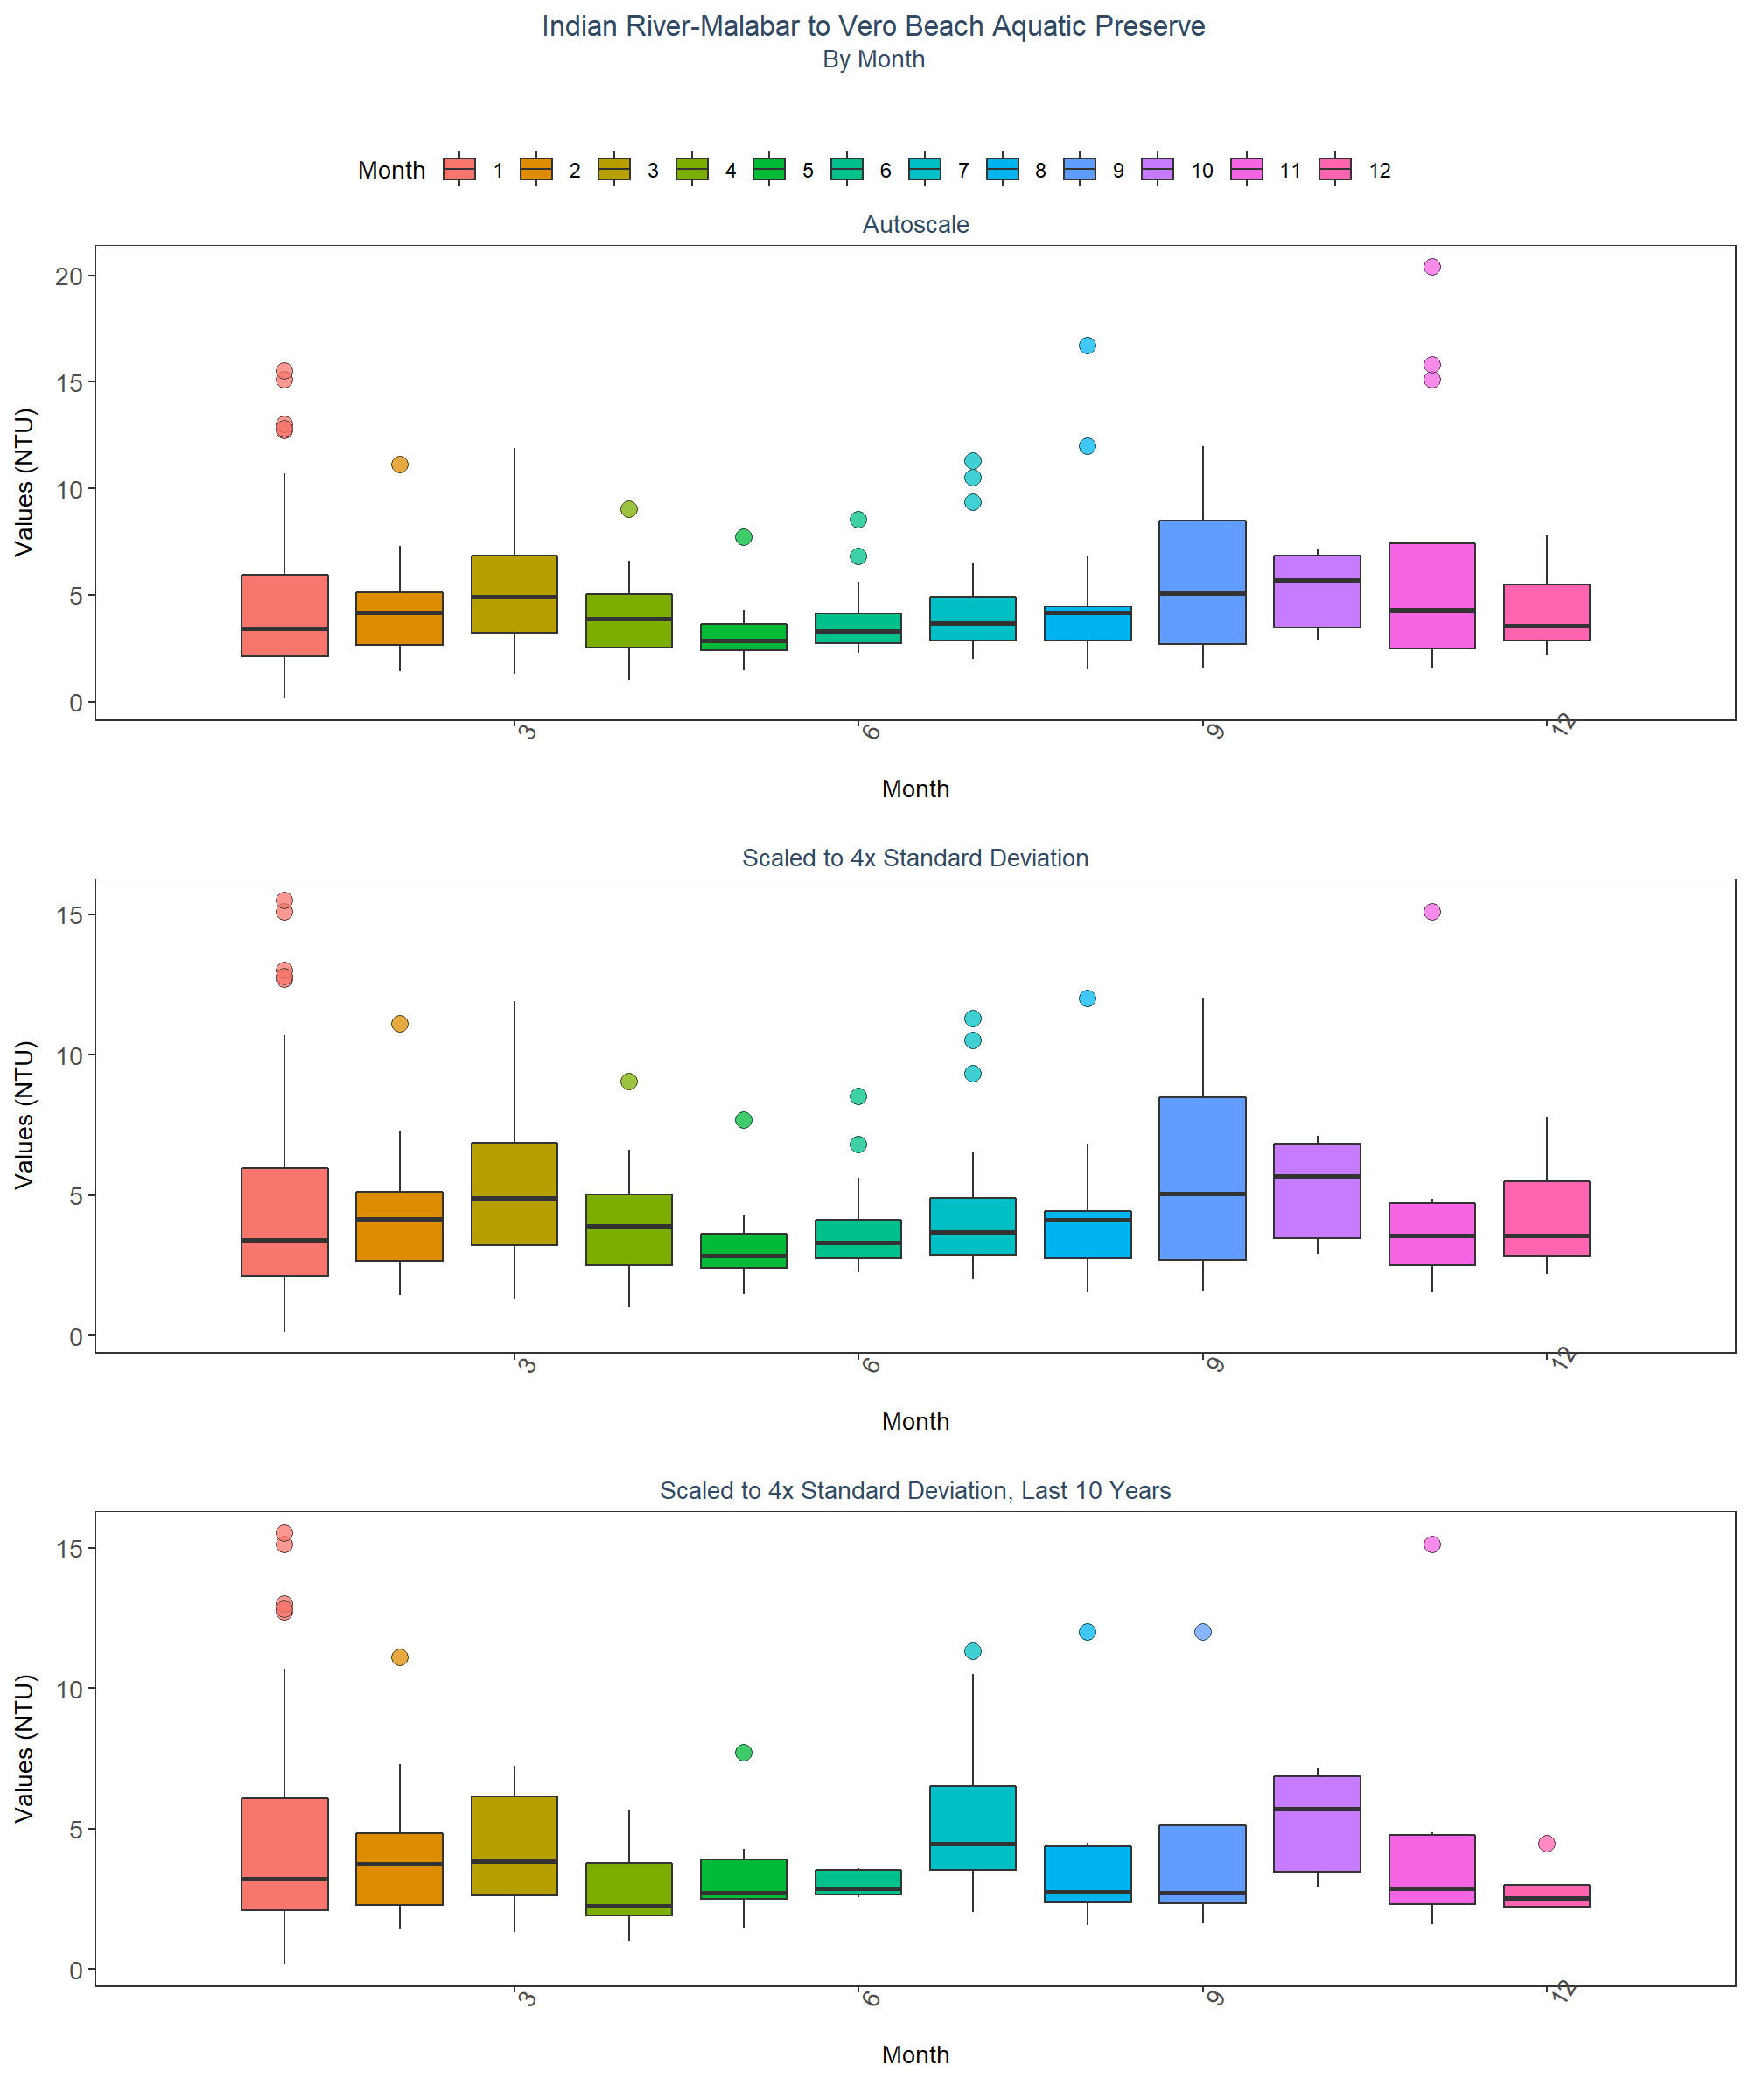 Indian River-Malabar to Vero Beach Aquatic Preserve
By Month
Month 1 2 3 4 5 6 7 8 9 10 11 12
Autoscale
Values (NTU)
20
15
10
5
0
3 6 9 12
Month
Scaled to 4x Standard Deviation
Values (NTU)
15
10
5
0
3 6 9 12
Month
Scaled to 4x Standard Deviation, Last 10 Years
Values (NTU)
15
10
5
0
3 6 9 12
Month